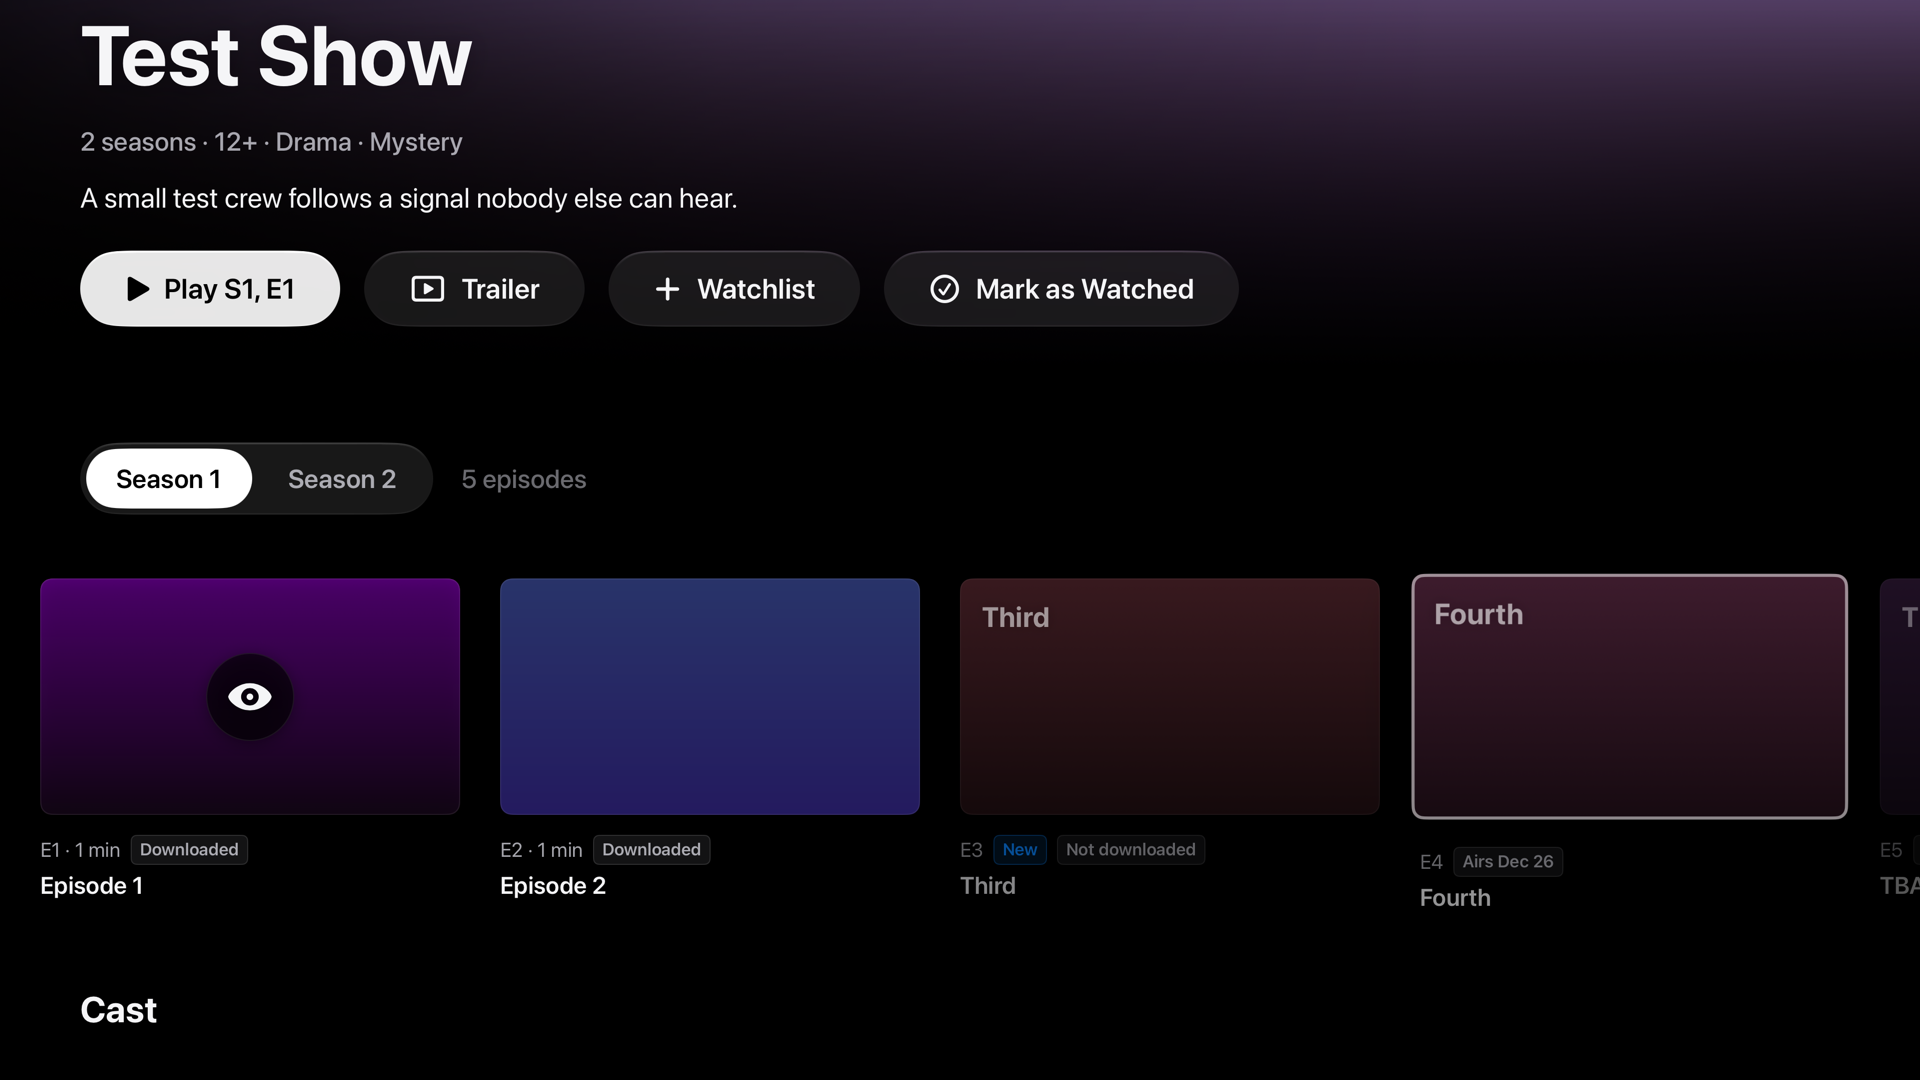 Test Show
2 seasons · 12+ · Drama · Mystery
A small test crew follows a signal nobody else can hear.
Play S1, E1
Trailer
Watchlist
Mark as Watched
Season 1
Season 2
5 episodes
Third
Fourth
E1 · 1 min
Downloaded
Episode 1
E2 · 1 min
Downloaded
Episode 2
E3
New
Not downloaded
Third
E4
Airs Dec 26
Fourth
E5
TBA
Cast